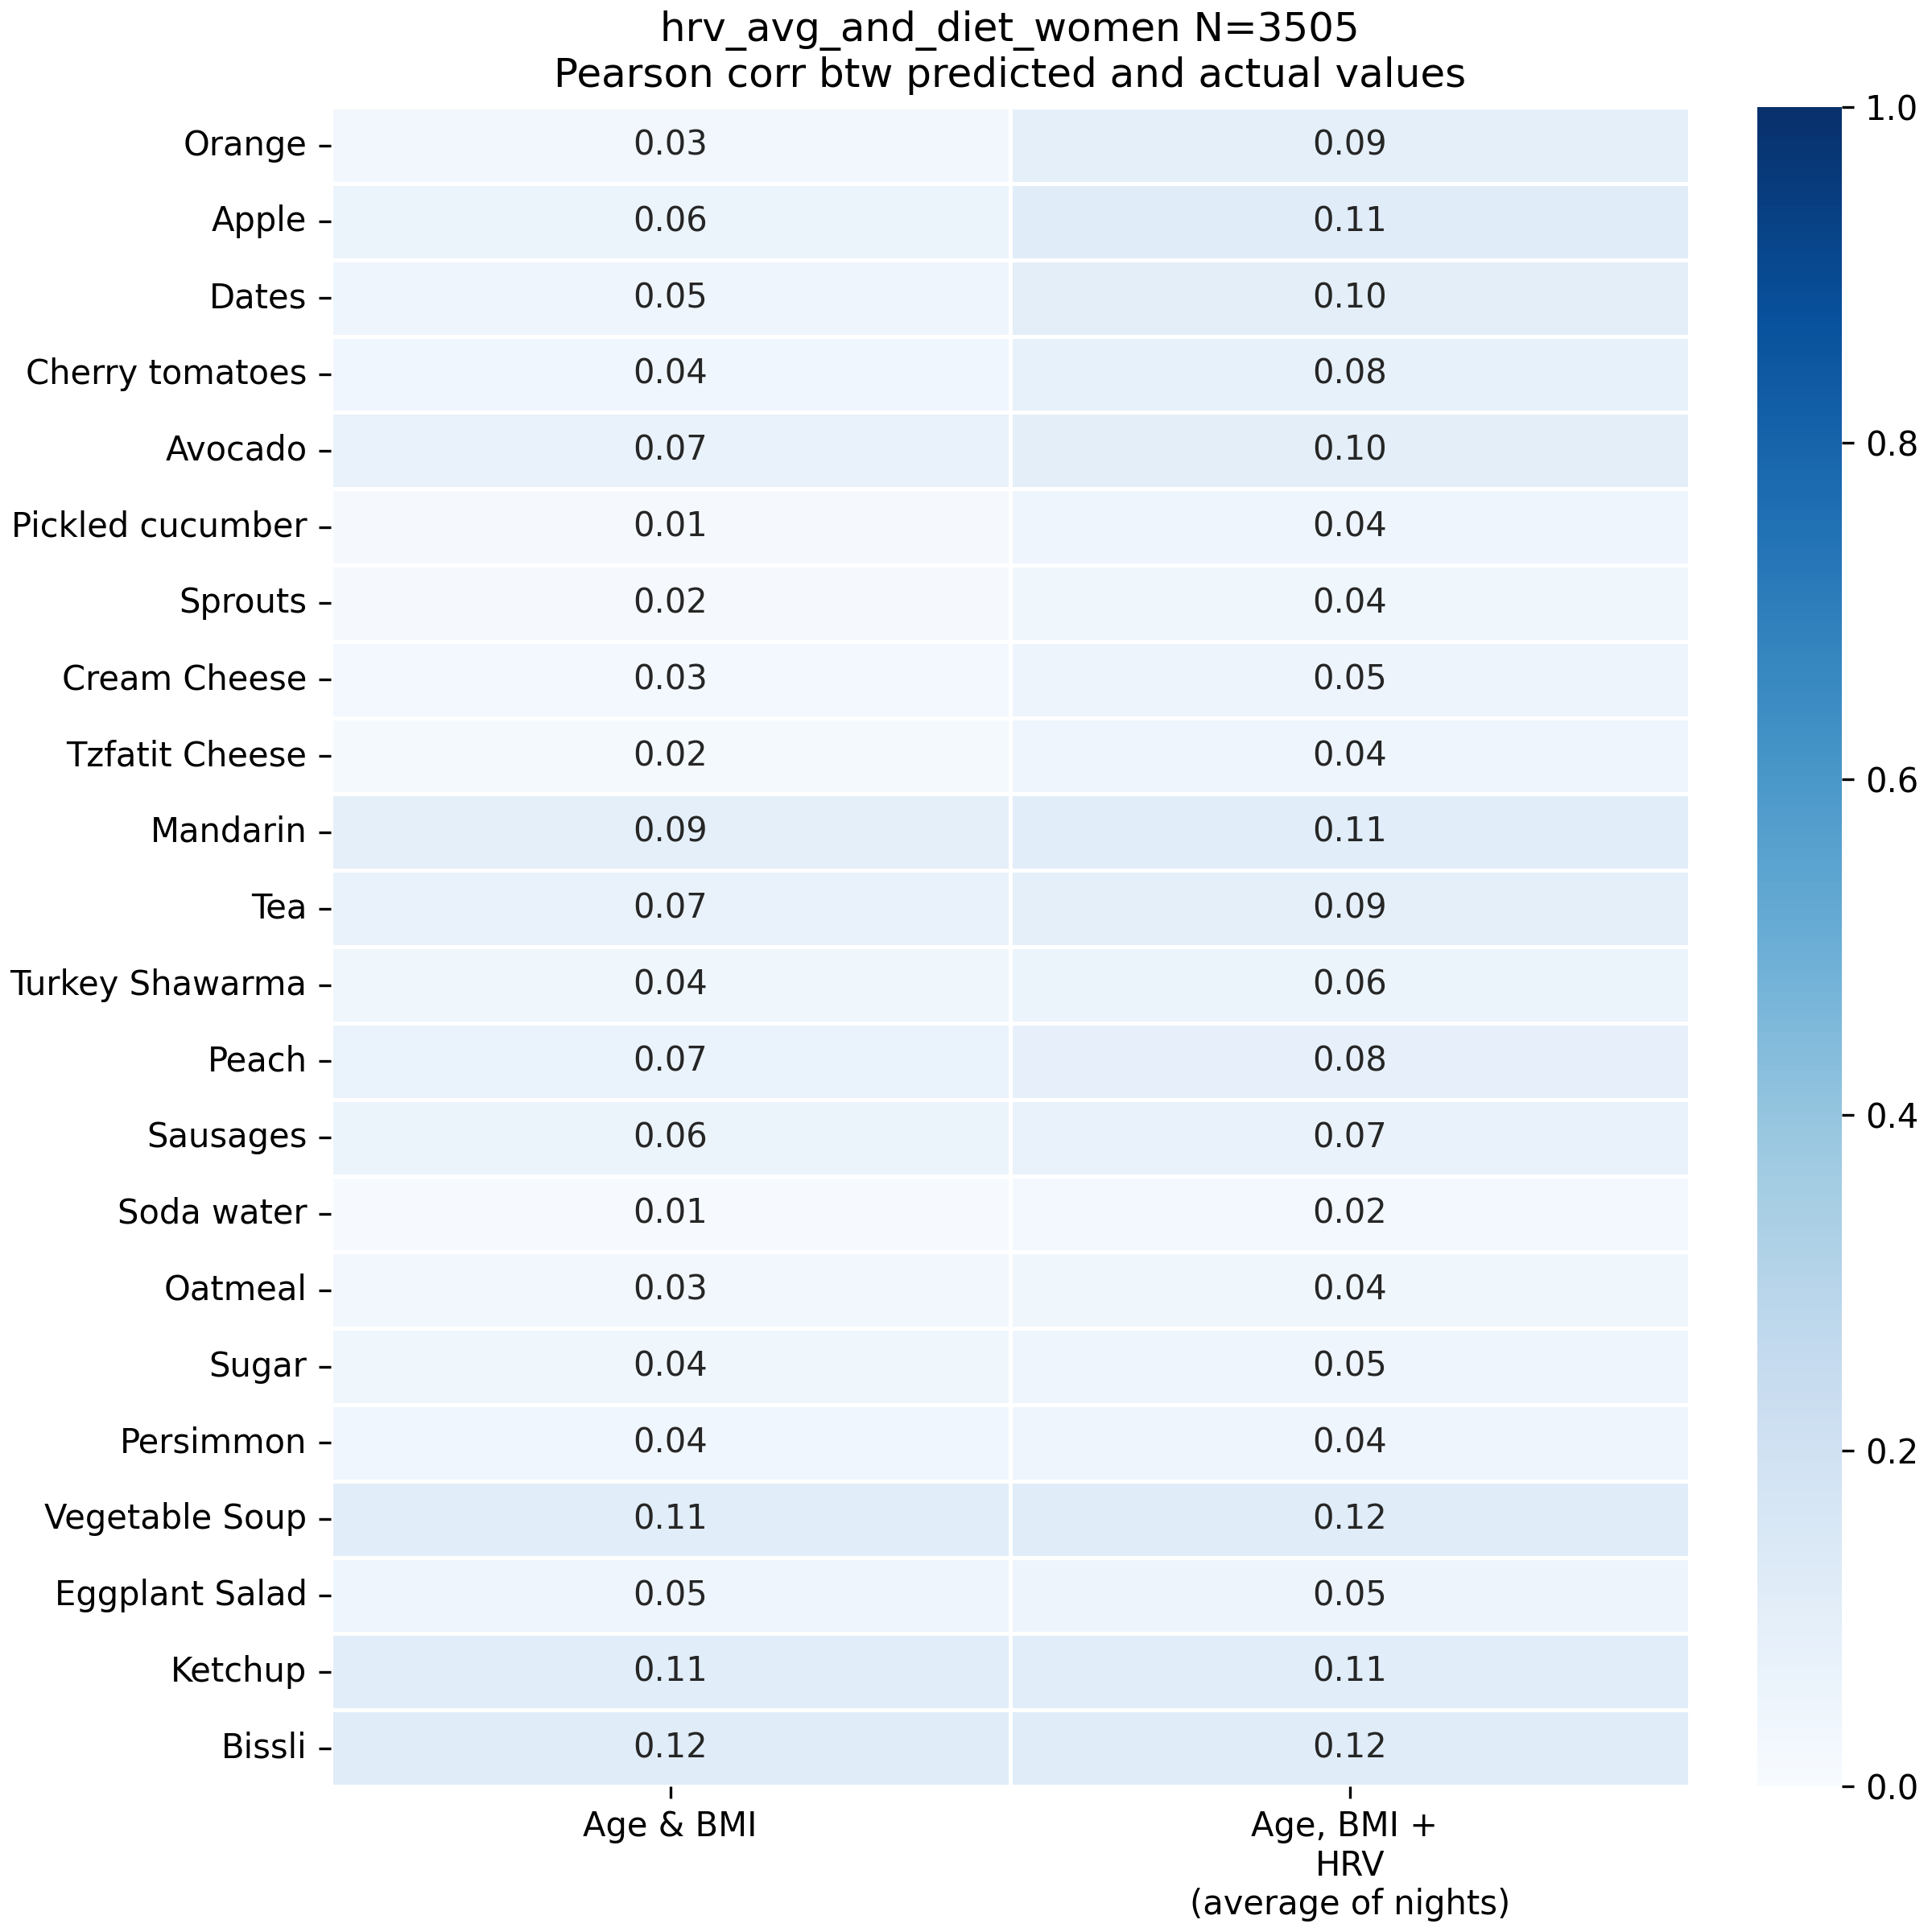 hrv_avg_and_diet_women N=3505
Pearson corr btw predicted and actual values
Orange 0.03 0.09
Apple 0.06 0.11
Dates 0.05 0.10
Cherry tomatoes 0.04 0.08
Avocado 0.07 0.10
Pickled cucumber 0.01 0.04
Sprouts 0.02 0.04
Cream Cheese 0.03 0.05
Tzfatit Cheese 0.02 0.04
Mandarin 0.09 0.11
Tea 0.07 0.09
Turkey Shawarma 0.04 0.06
Peach 0.07 0.08
Sausages 0.06 0.07
Soda water 0.01 0.02
Oatmeal 0.03 0.04
Sugar 0.04 0.05
Persimmon 0.04 0.04
Vegetable Soup 0.11 0.12
Eggplant Salad 0.05 0.05
Ketchup 0.11 0.11
Bissli 0.12 0.12
Age & BMI
Age, BMI +
HRV
(average of nights)
1.0
0.8
0.6
0.4
0.2
0.0